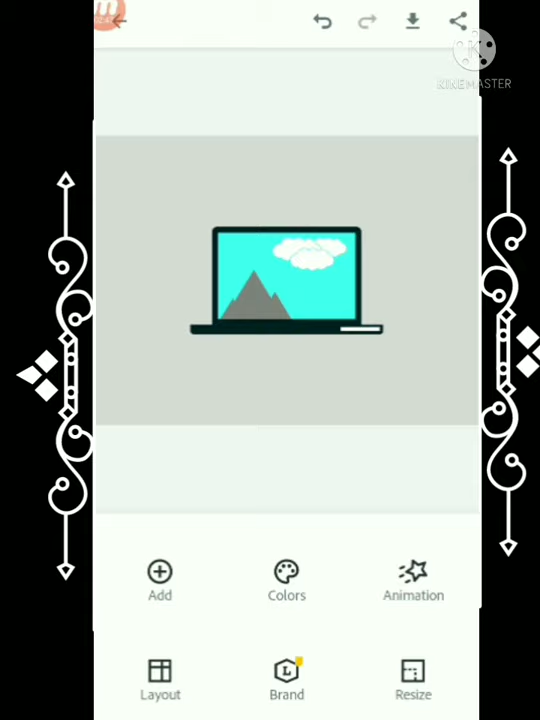 KINEMASTER
Add
Colors
Animation
Layout
Brand
Resize